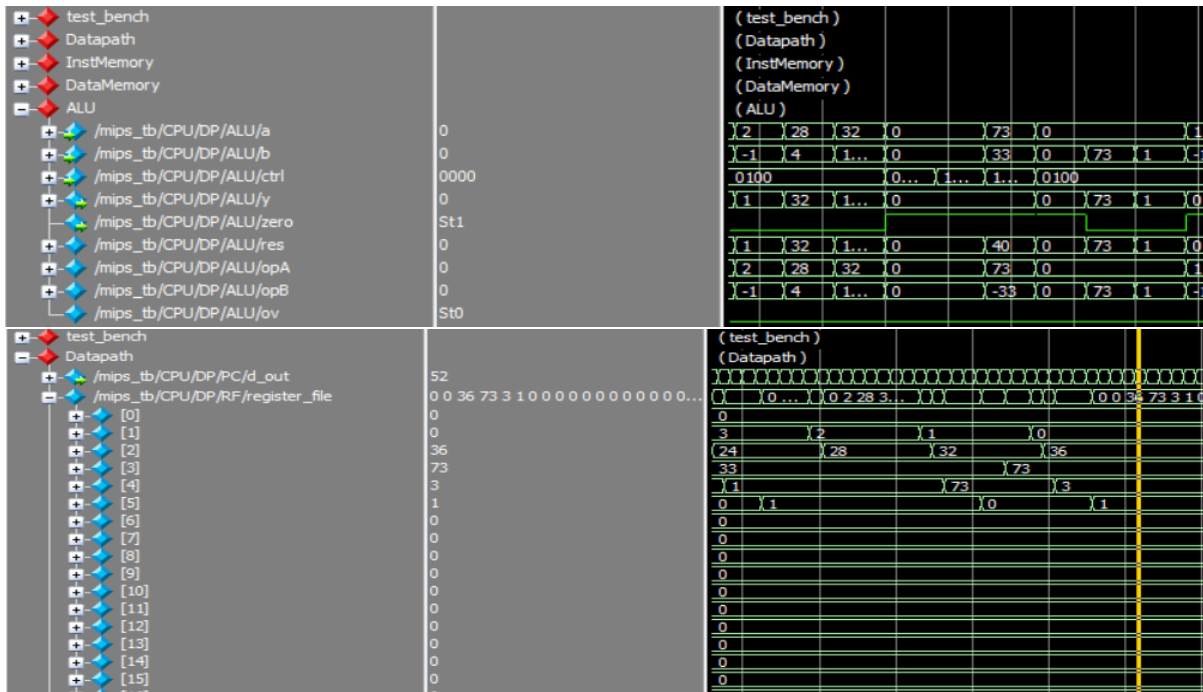 test_bench ( test_bench )
Datapath ( Datapath )
InstMemory ( InstMemory )
DataMemory ( DataMemory )
ALU ( ALU )
/mips_tb/CPU/DP/ALU/a 0 2 28 32 0 73 0 1
/mips_tb/CPU/DP/ALU/b 0 -1 4 1... 0 33 0 73 1 -
/mips_tb/CPU/DP/ALU/ctrl 0000 0100 0... 1... 1... 0100
/mips_tb/CPU/DP/ALU/y 0 1 32 1... 0 0 73 1 0
/mips_tb/CPU/DP/ALU/zero St1
/mips_tb/CPU/DP/ALU/res 0 1 32 1... 0 40 0 73 1 0
/mips_tb/CPU/DP/ALU/opA 0 2 28 32 0 73 0 1
/mips_tb/CPU/DP/ALU/opB 0 -1 4 1... 0 -33 0 73 1 -
/mips_tb/CPU/DP/ALU/ov St0
test_bench ( test_bench )
Datapath ( Datapath )
/mips_tb/CPU/DP/PC/d_out 52
/mips_tb/CPU/DP/RF/register_file 0 0 36 73 3 1 0 0 0 0 0 0 0 0 0 0 0... 0 ... 0 2 28 3... 0 0 36 73 3 1 0
[0] 0 0
[1] 0 3 2 1 0
[2] 36 24 28 32 36
[3] 73 33 73
[4] 3 1 73 3
[5] 1 0 1 0 1
[6] 0 0
[7] 0 0
[8] 0 0
[9] 0 0
[10] 0 0
[11] 0 0
[12] 0 0
[13] 0 0
[14] 0 0
[15] 0 0